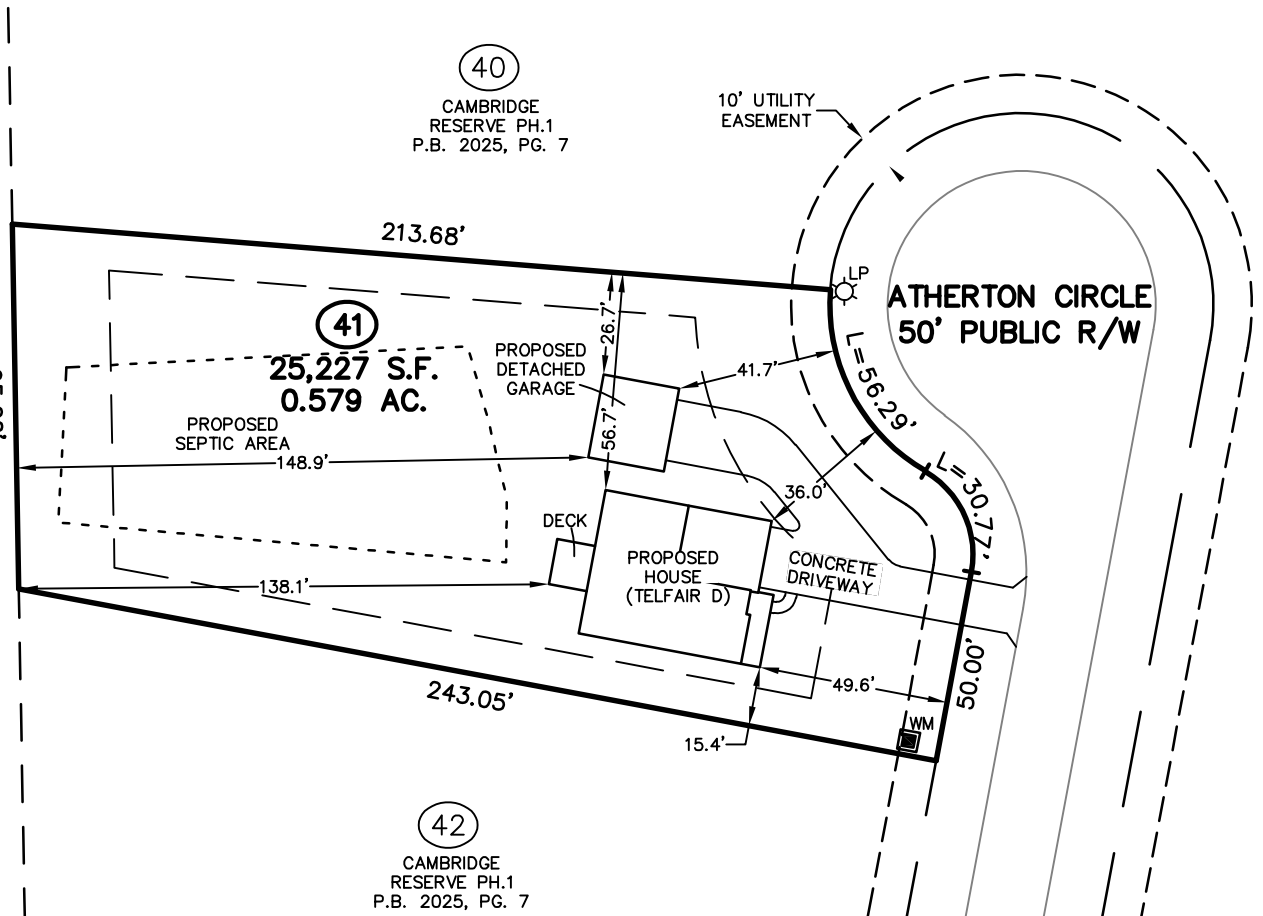 40
CAMBRIDGE
RESERVE PH.1
P.B. 2025, PG. 7
10' UTILITY
EASEMENT
213.68'
LP
ATHERTON CIRCLE
50' PUBLIC R/W
41
25,227 S.F.
0.579 AC.
26.7'
PROPOSED
DETACHED
GARAGE
41.7'
L=56.29'
56.7'
PROPOSED
SEPTIC AREA
148.9'
36.0'
L=30.77'
DECK
PROPOSED
HOUSE
(TELFAIR D)
CONCRETE
DRIVEWAY
138.1'
243.05'
49.6'
50.00'
15.4'
WM
42
CAMBRIDGE
RESERVE PH.1
P.B. 2025, PG. 7